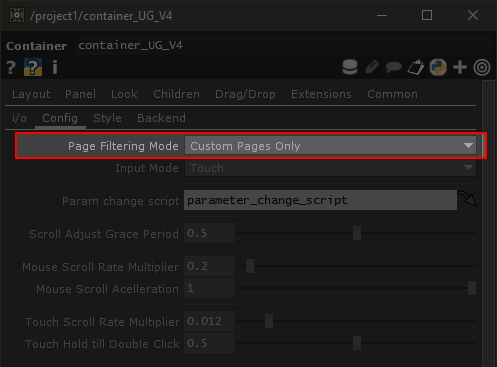 /project1/container_UG_V4
Container container_UG_V4
? ? i
Layout Panel Look Children Drag/Drop Extensions Common
i/o Config Style Backend
Page Filtering Mode Custom Pages Only
Input Mode Touch
Param change script parameter_change_script
Scroll Adjust Grace Period 0.5
Mouse Scroll Rate Multiplier 0.2
Mouse Scroll Acelleration 1
Touch Scroll Rate Multiplier 0.012
Touch Hold till Double Click 0.5